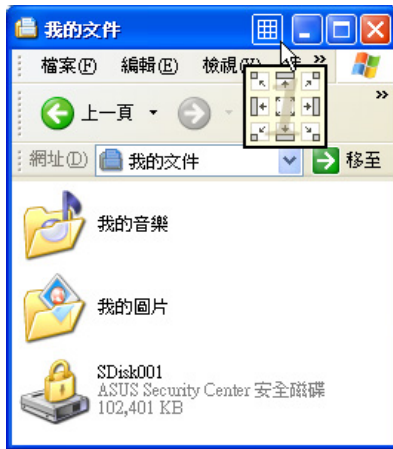 我的文件
檔案(F) 編輯(E) 檢視 »
上一頁 »
網址(D) 我的文件 移至
我的音樂
我的圖片
SDisk001
ASUS Security Center 安全磁碟
102,401 KB